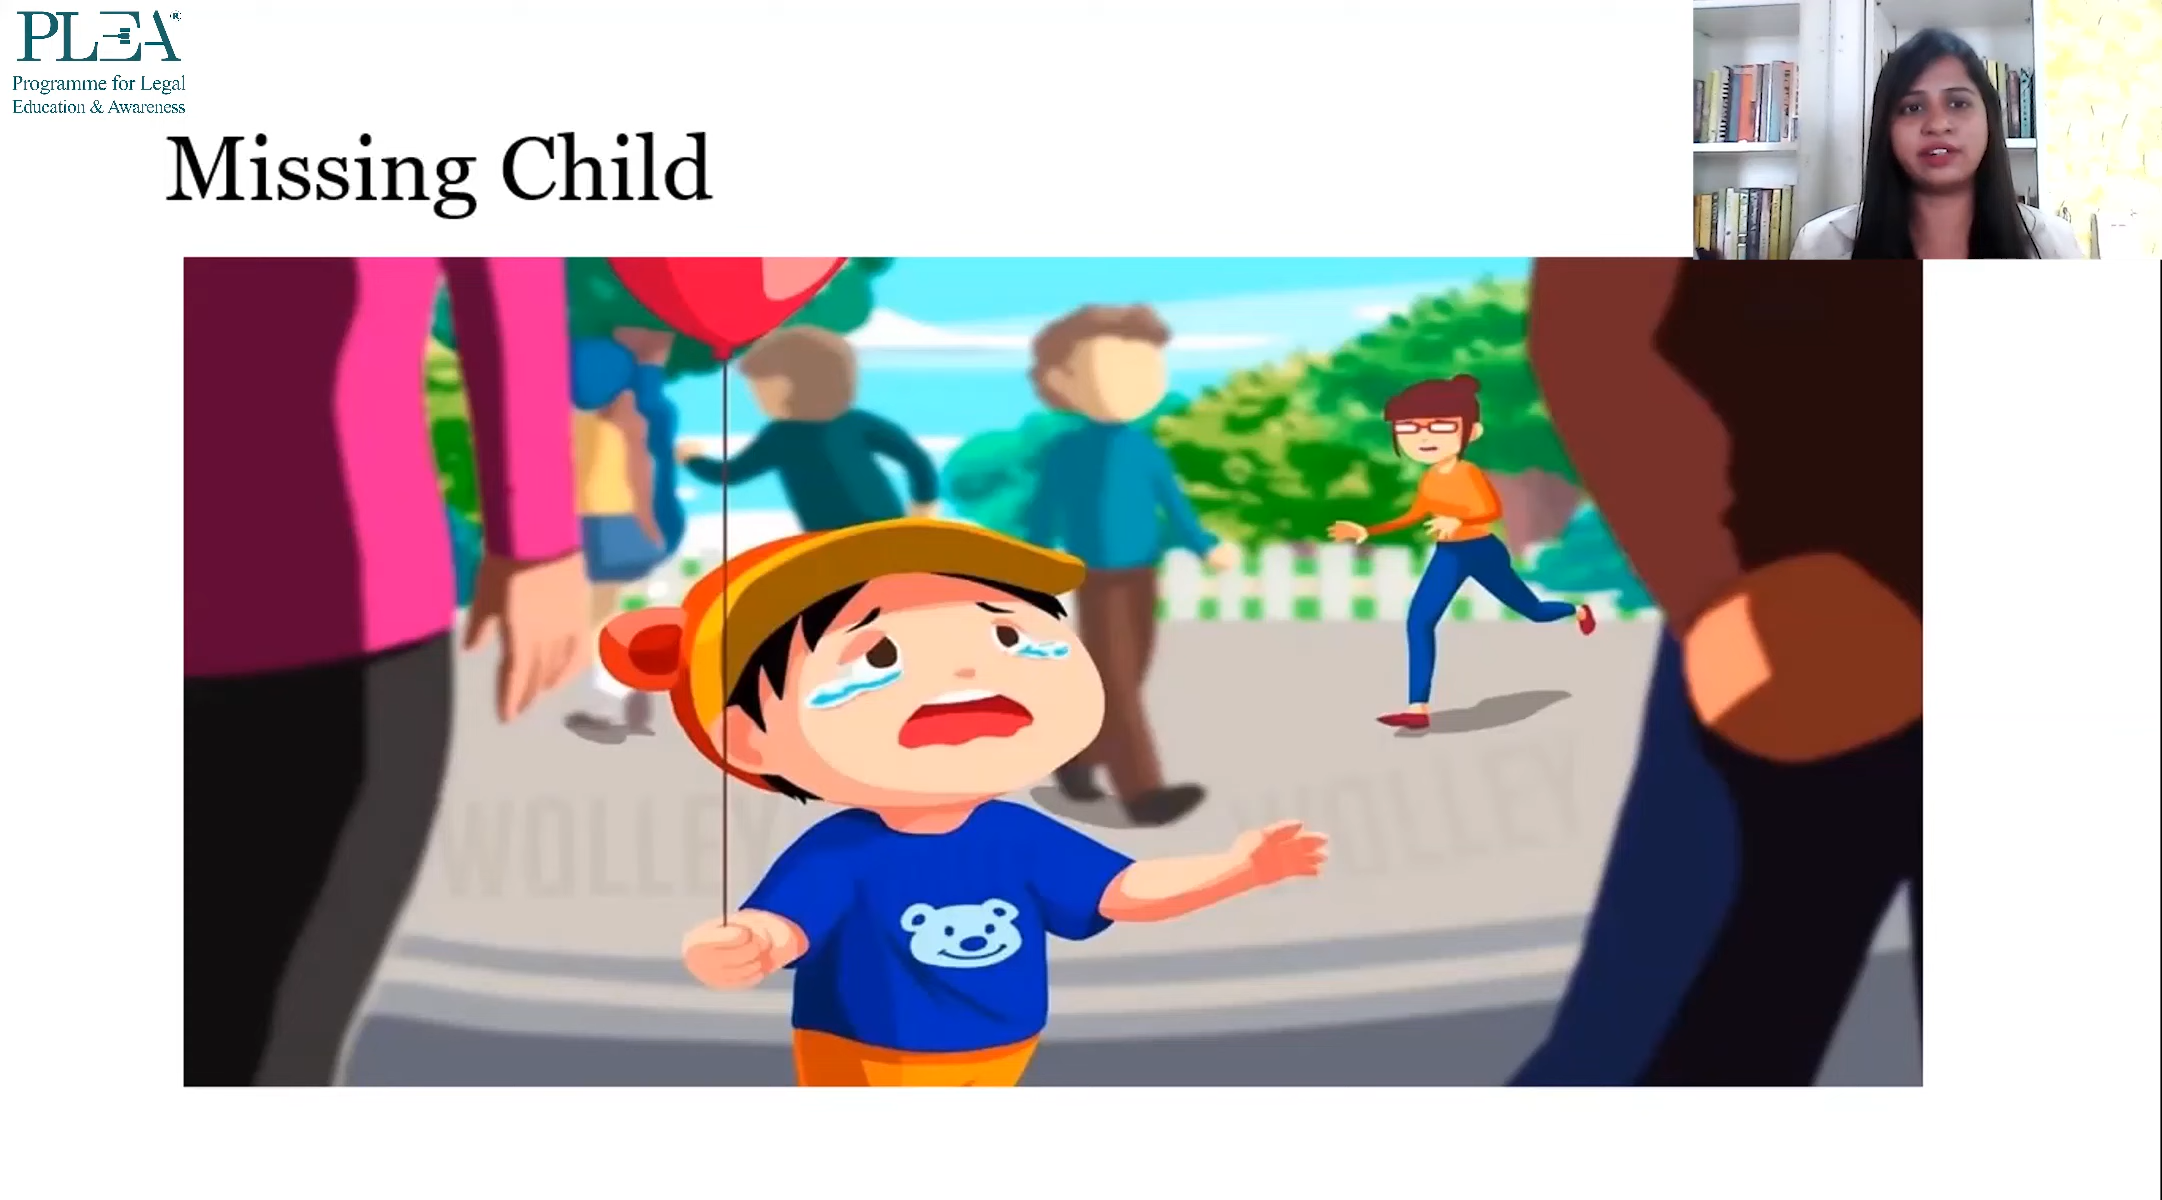 PLEA®
Programme for Legal
Education & Awareness
Missing Child
WOLLEY
WOLLEY